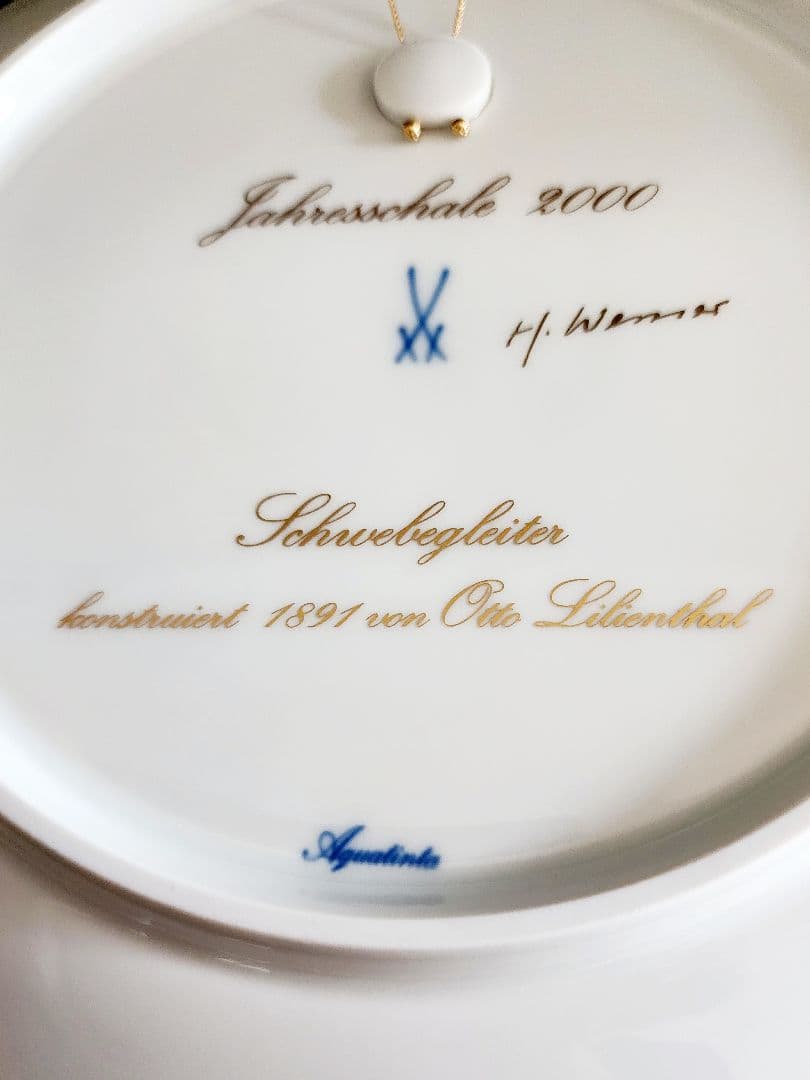 Jahresschale 2000
H. Werner
Schwebegleiter
konstruiert 1891 von Otto Lilienthal
Aquatinta